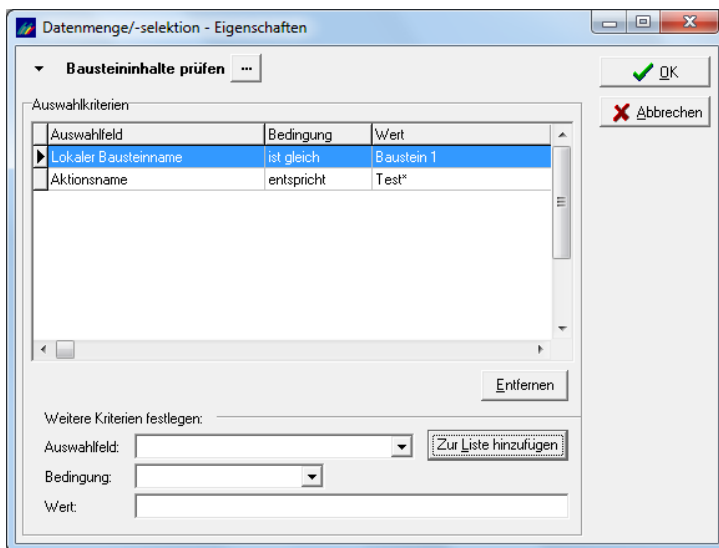 Datenmenge/-selektion - Eigenschaften
Bausteininhalte prüfen ...
OK
Abbrechen
Auswahlkriterien
Auswahlfeld Bedingung Wert
Lokaler Bausteinname ist gleich Baustein 1
Aktionsname entspricht Test*
Entfernen
Weitere Kriterien festlegen:
Auswahlfeld: Zur Liste hinzufügen
Bedingung:
Wert: